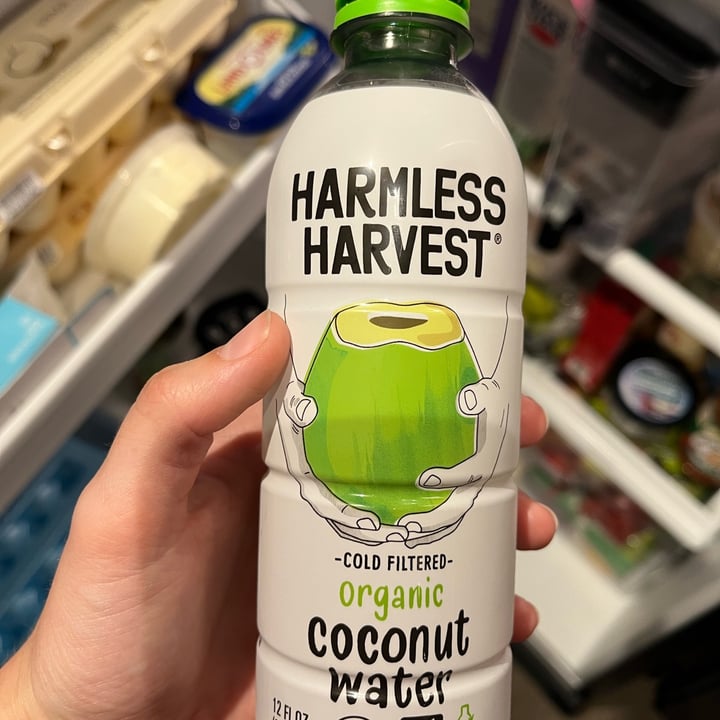 HARMLESS
HARVEST®
-COLD FILTERED-
organic
coconut
water
12 FL OZ